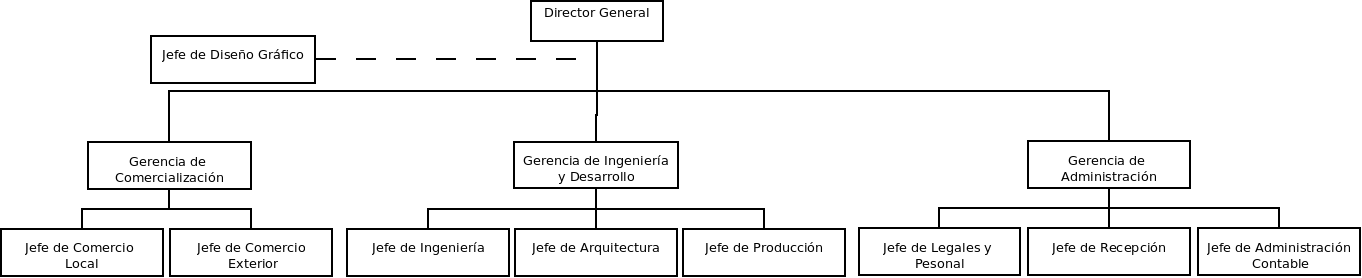 Director General
Jefe de Diseño Gráfico
Gerencia de
Comercialización
Gerencia de Ingeniería
y Desarrollo
Gerencia de
Administración
Jefe de Comercio
Local
Jefe de Comercio
Exterior
Jefe de Ingeniería
Jefe de Arquitectura
Jefe de Producción
Jefe de Legales y
Pesonal
Jefe de Recepción
Jefe de Administración
Contable